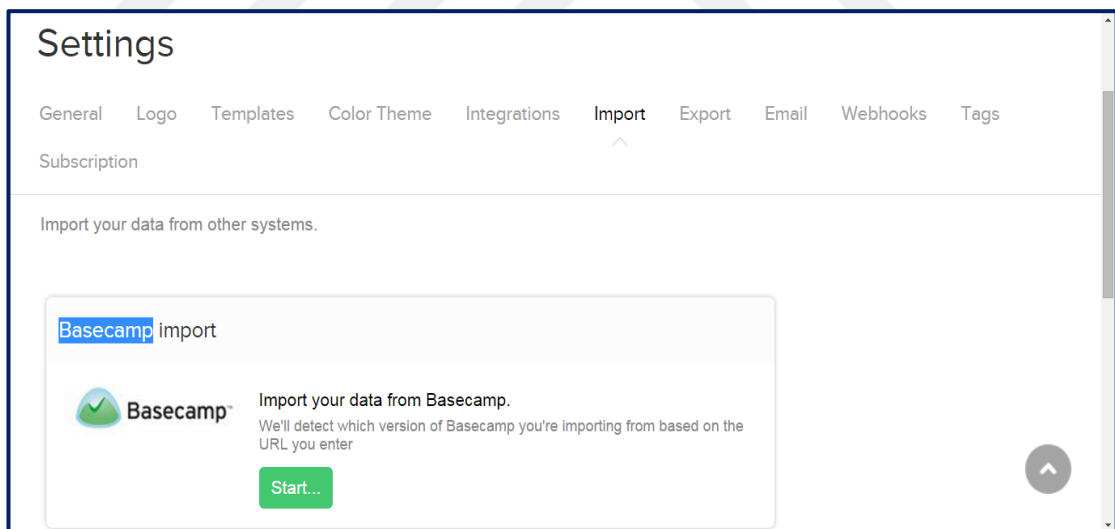 Settings
General Logo Templates Color Theme Integrations Import Export Email Webhooks Tags
Subscription
Import your data from other systems.
Basecamp import
Basecamp™
Import your data from Basecamp.
We'll detect which version of Basecamp you're importing from based on the
URL you enter
Start...